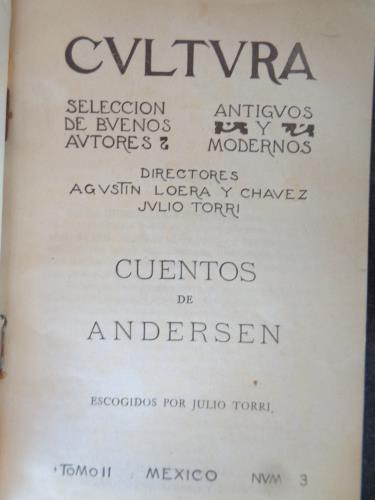 CVLTVRA
SELECCION ANTIGVOS
DE BVENOS Y
AVTORES MODERNOS
DIRECTORES
AGVSTIN LOERA Y CHAVEZ
JVLIO TORRI
CUENTOS
DE
ANDERSEN
ESCOGIDOS POR JULIO TORRI.
TOMO II MEXICO NVM 3